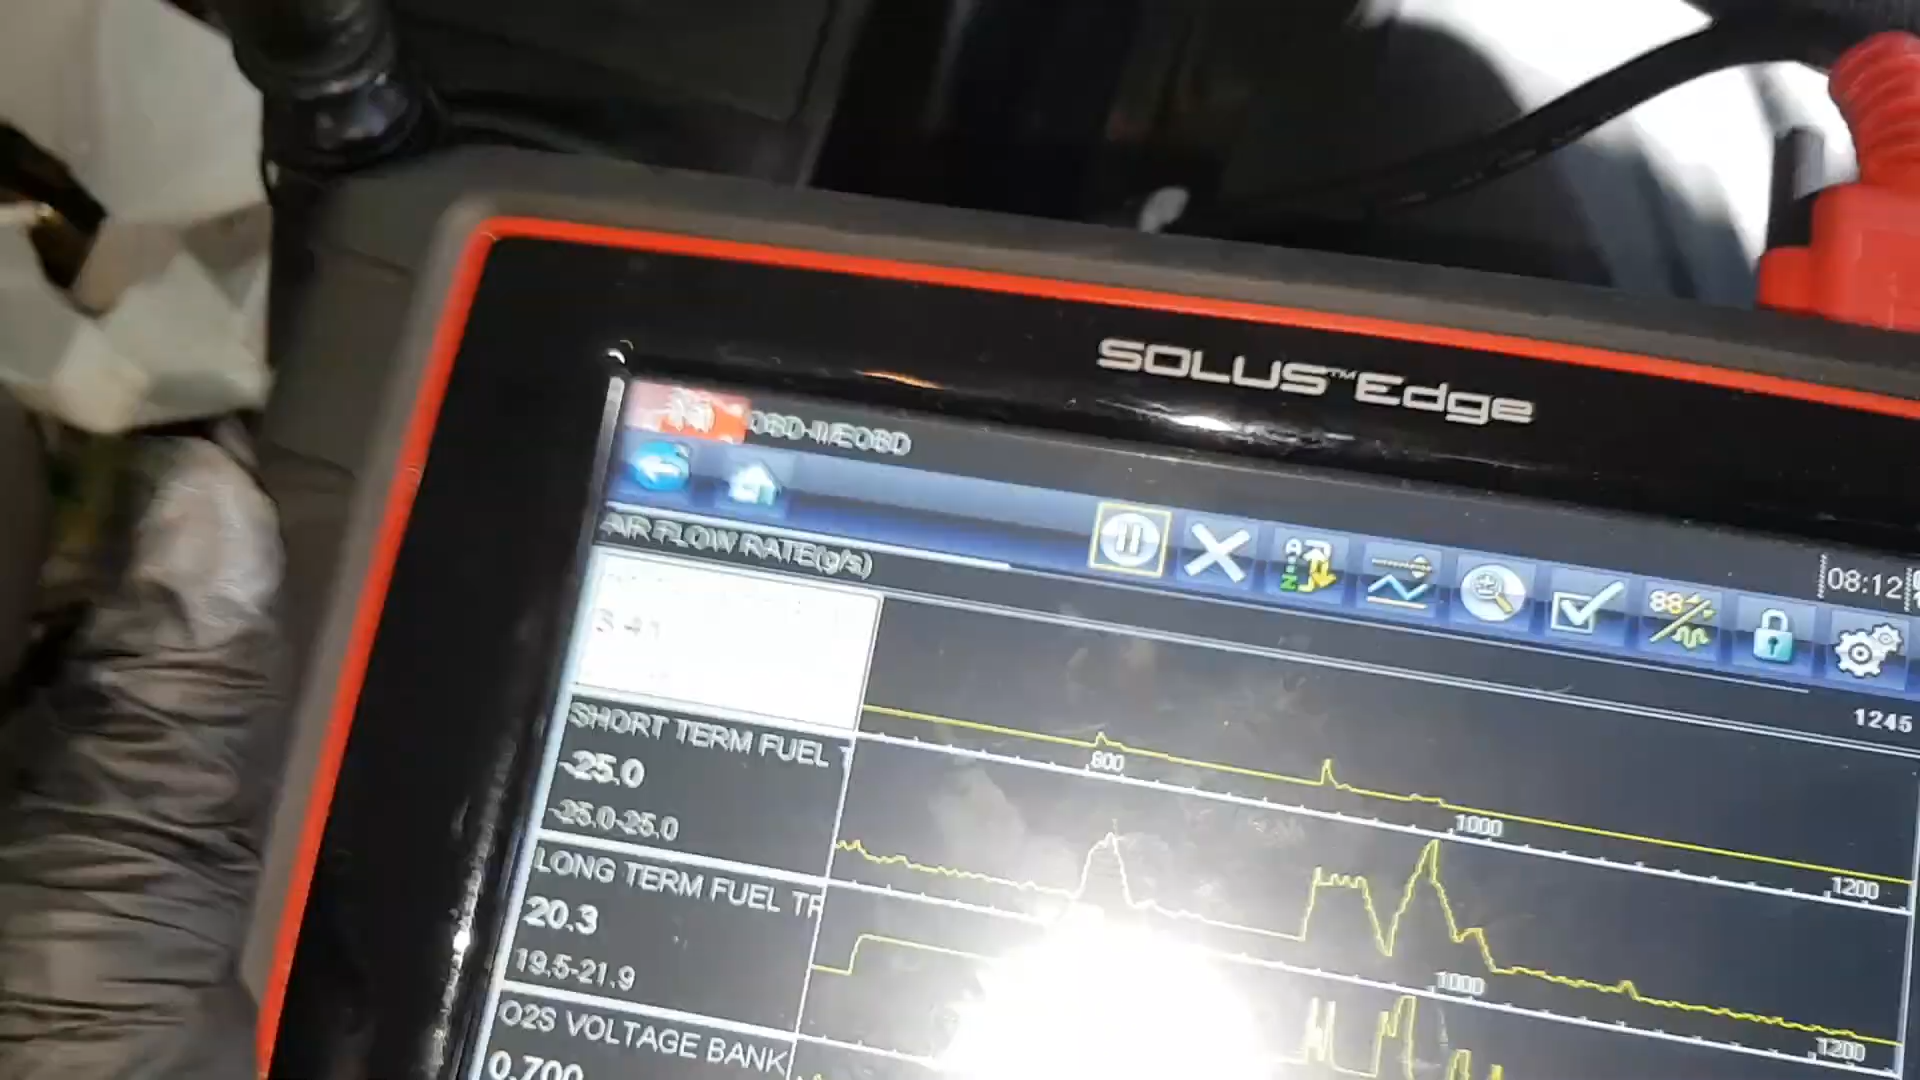 SOLUS™Edge
OBD-II/EOBD
08:12
AIR FLOW RATE(g/s)
1245
SHORT TERM FUEL T
-25.0
-25.0-25.0
800
1000
1200
LONG TERM FUEL TR
20.3
19.5-21.9
1000
1200
O2S VOLTAGE BANK
0.700